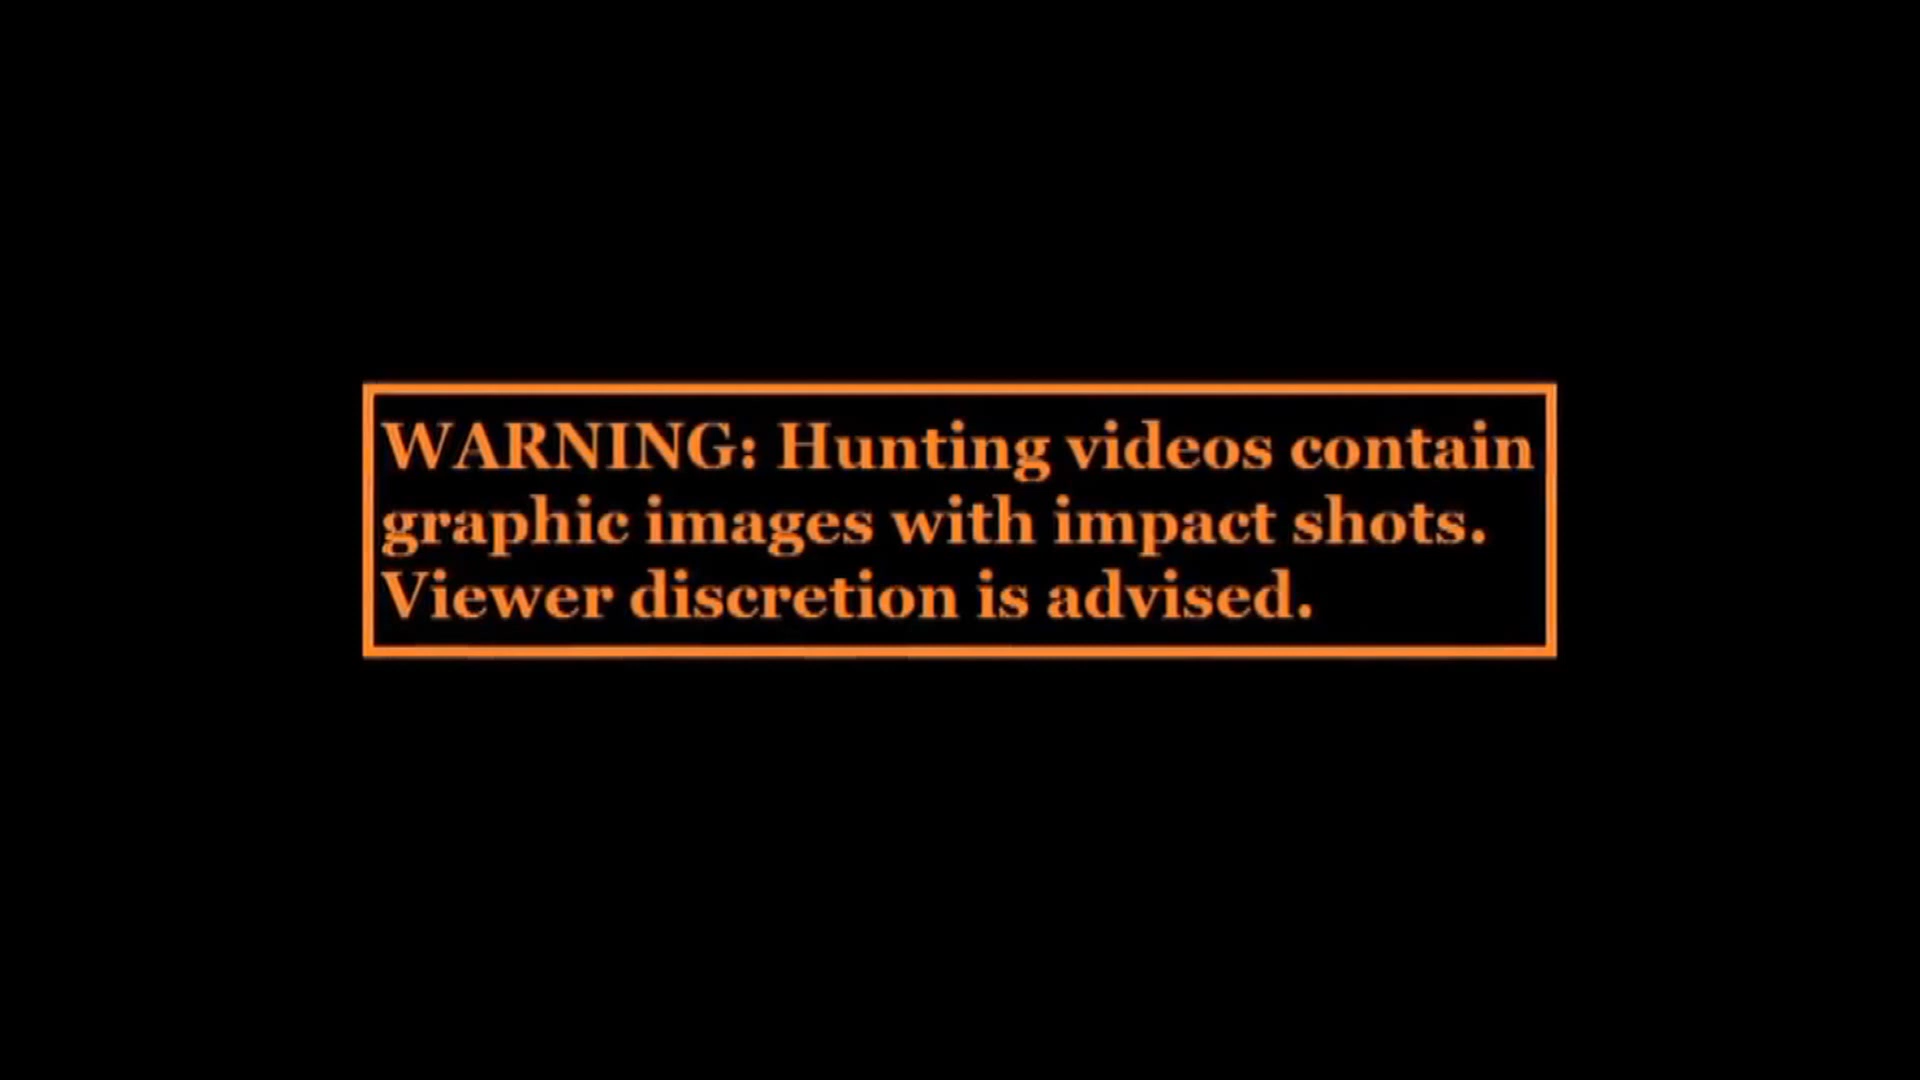 WARNING: Hunting videos contain
graphic images with impact shots.
Viewer discretion is advised.